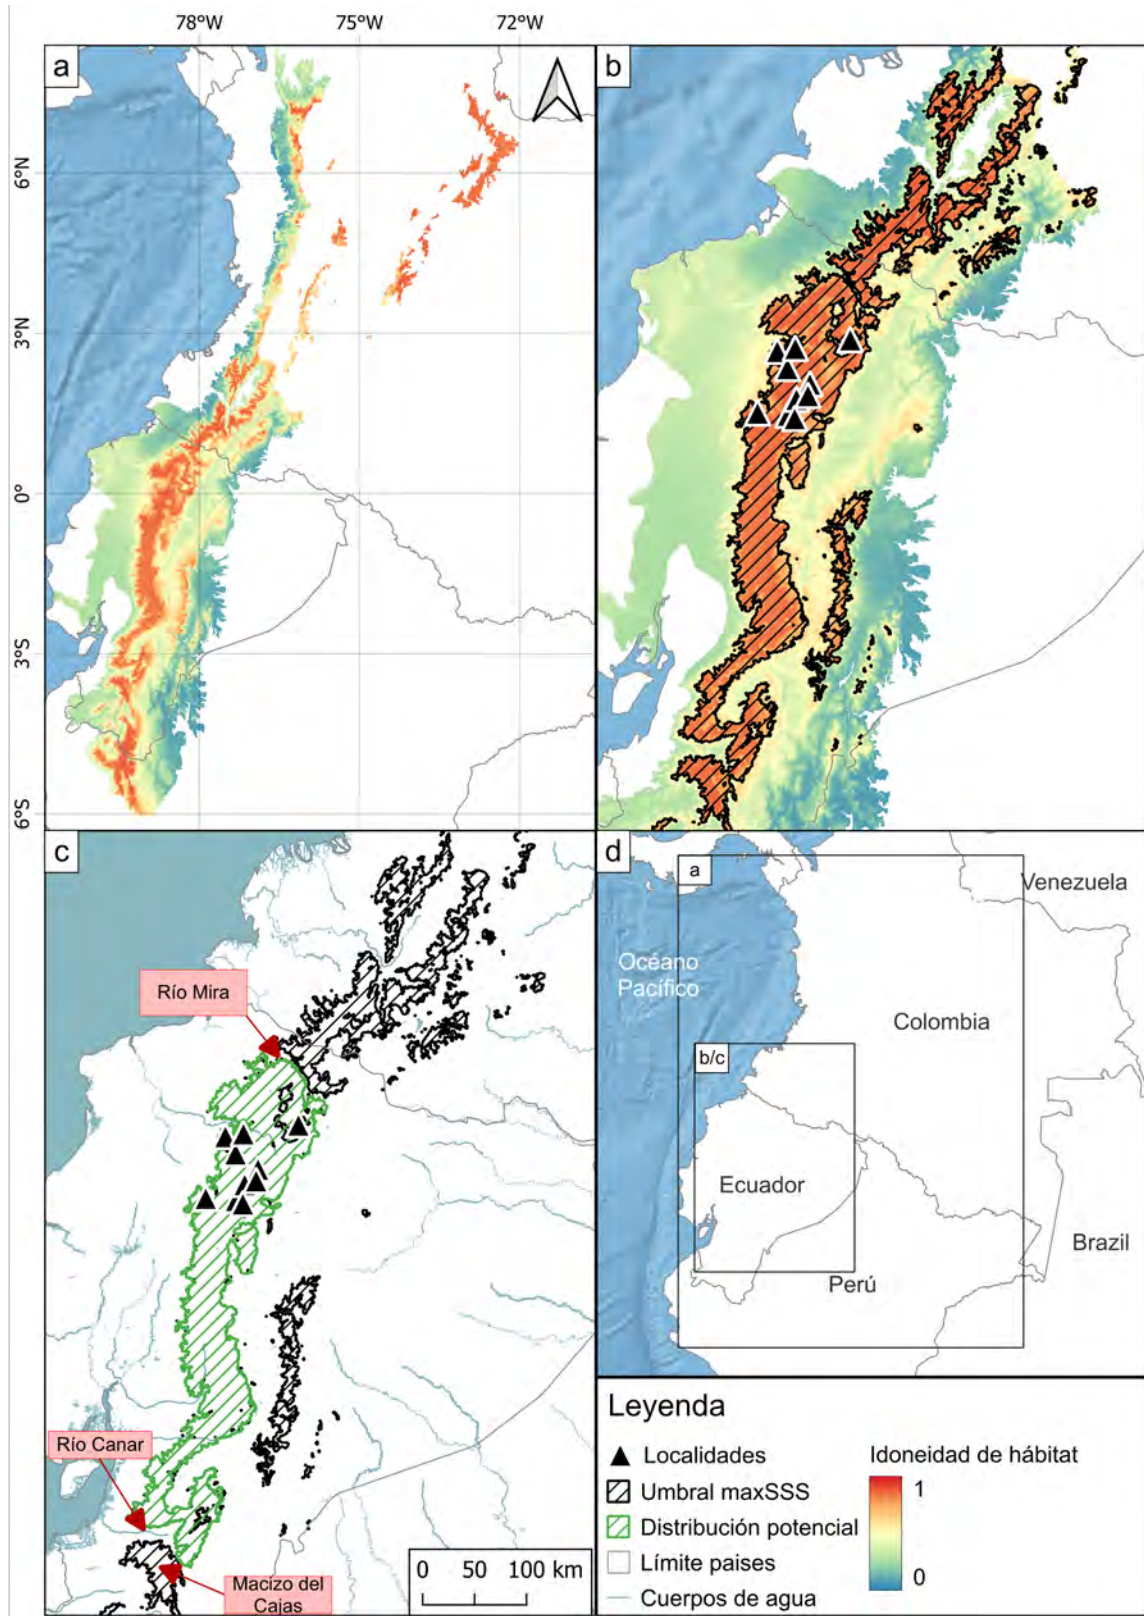 78°W 75°W 72°W
a
b
6°N
3°N
0°
3°S
6°S
c
Río Mira
Río Canar
Macizo del
Cajas
0 50 100 km
d
a
Venezuela
Océano
Pacífico
Colombia
b/c
Ecuador
Perú
Brazil
Leyenda
Localidades
Umbral maxSSS
Distribución potencial
Límite paises
Cuerpos de agua
Idoneidad de hábitat
1
0